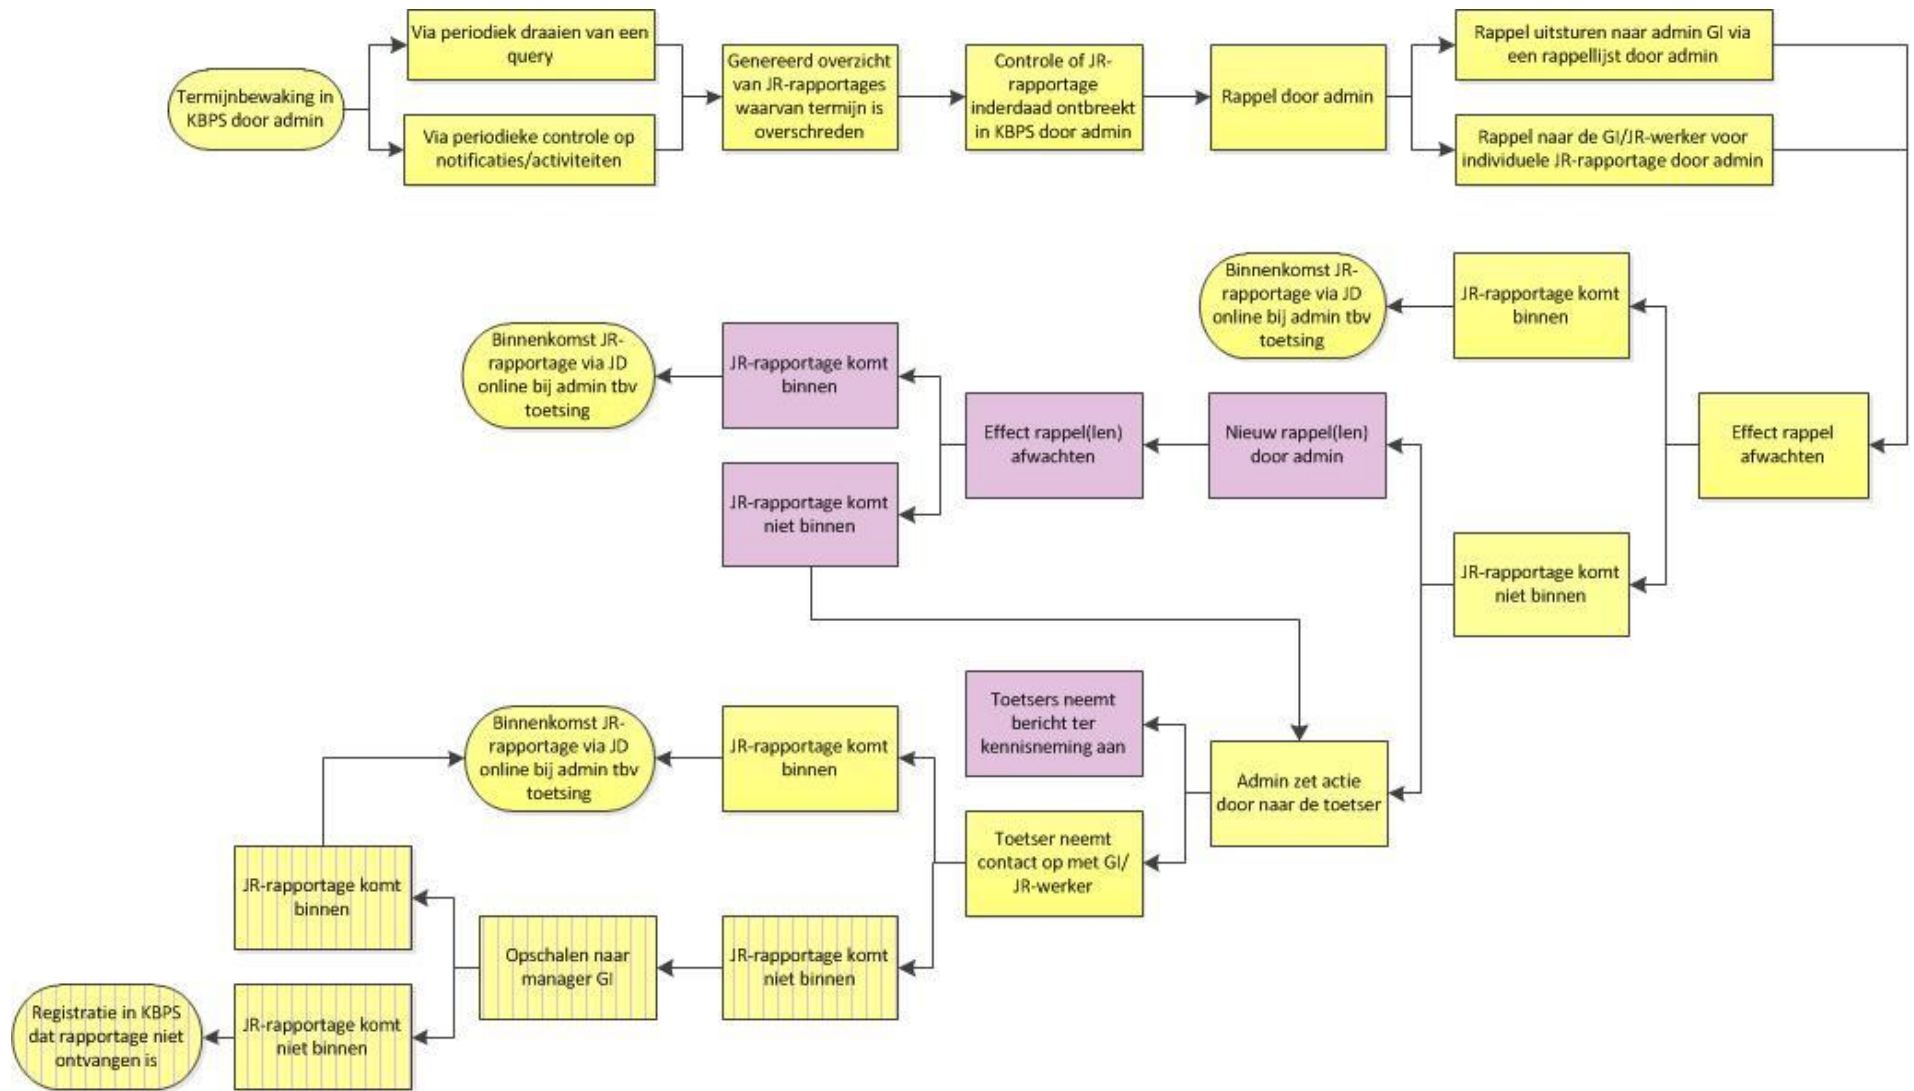 Termijnbewaking in
KBPS door admin
Via periodiek draaien van een
query
Via periodieke controle op
notificaties/activiteiten
Genereerd overzicht
van JR-rapportages
waarvan termijn is
overschreden
Controle of JR-
rapportage
inderdaad ontbreekt
in KBPS door admin
Rappel door admin
Rappel uitsturen naar admin GI via
een rappellijst door admin
Rappel naar de GI/JR-werker voor
individuele JR-rapportage door admin
Effect rappel
afwachten
JR-rapportage komt
binnen
Binnenkomst JR-
rapportage via JD
online bij admin tbv
toetsing
JR-rapportage komt
niet binnen
Nieuw rappel(len)
door admin
Effect rappel(len)
afwachten
JR-rapportage komt
binnen
Binnenkomst JR-
rapportage via JD
online bij admin tbv
toetsing
JR-rapportage komt
niet binnen
Admin zet actie
door naar de toetser
Toetsers neemt
bericht ter
kennisneming aan
Toetser neemt
contact op met GI/
JR-werker
JR-rapportage komt
binnen
Binnenkomst JR-
rapportage via JD
online bij admin tbv
toetsing
JR-rapportage komt
niet binnen
Opschalen naar
manager GI
JR-rapportage komt
binnen
JR-rapportage komt
niet binnen
Registratie in KBPS
dat rapportage niet
ontvangen is